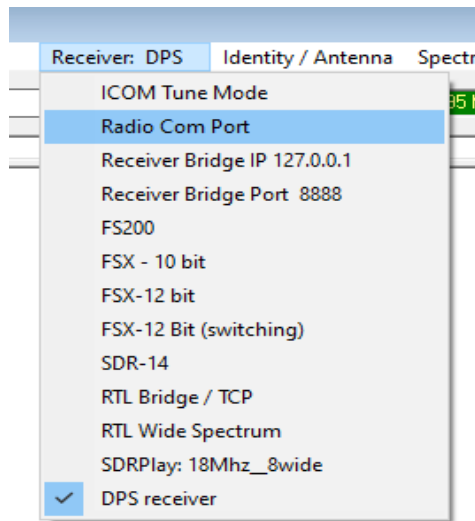 Receiver: DPS Identity / Antenna Spectr
ICOM Tune Mode
95
Radio Com Port
Receiver Bridge IP 127.0.0.1
Receiver Bridge Port 8888
FS200
FSX - 10 bit
FSX-12 bit
FSX-12 Bit (switching)
SDR-14
RTL Bridge / TCP
RTL Wide Spectrum
SDRPlay: 18Mhz__8wide
DPS receiver